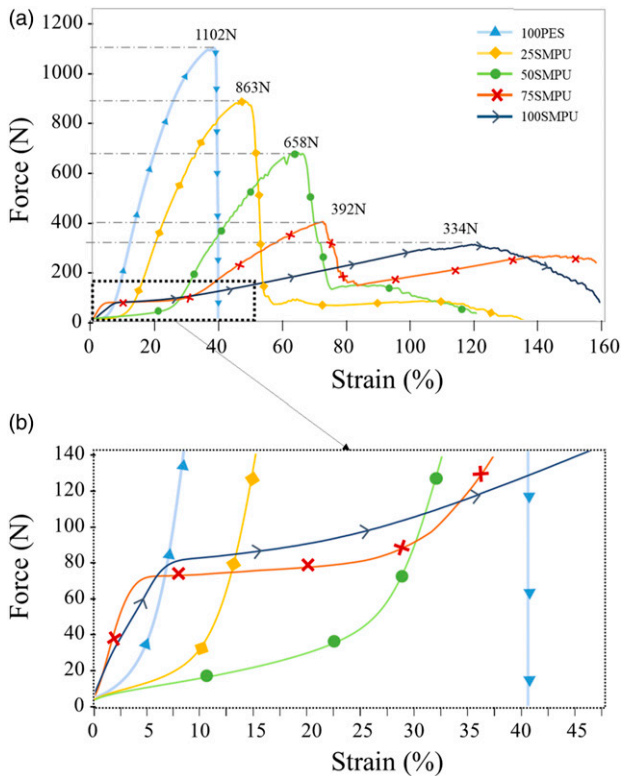 (a)
1200
1000
800
600
400
200
0
Force (N)
1102N
863N
658N
392N
334N
100PES
25SMPU
50SMPU
75SMPU
100SMPU
0 20 40 60 80 100 120 140 160
Strain (%)
(b)
140
120
100
80
60
40
20
0
Force (N)
0 5 10 15 20 25 30 35 40 45
Strain (%)